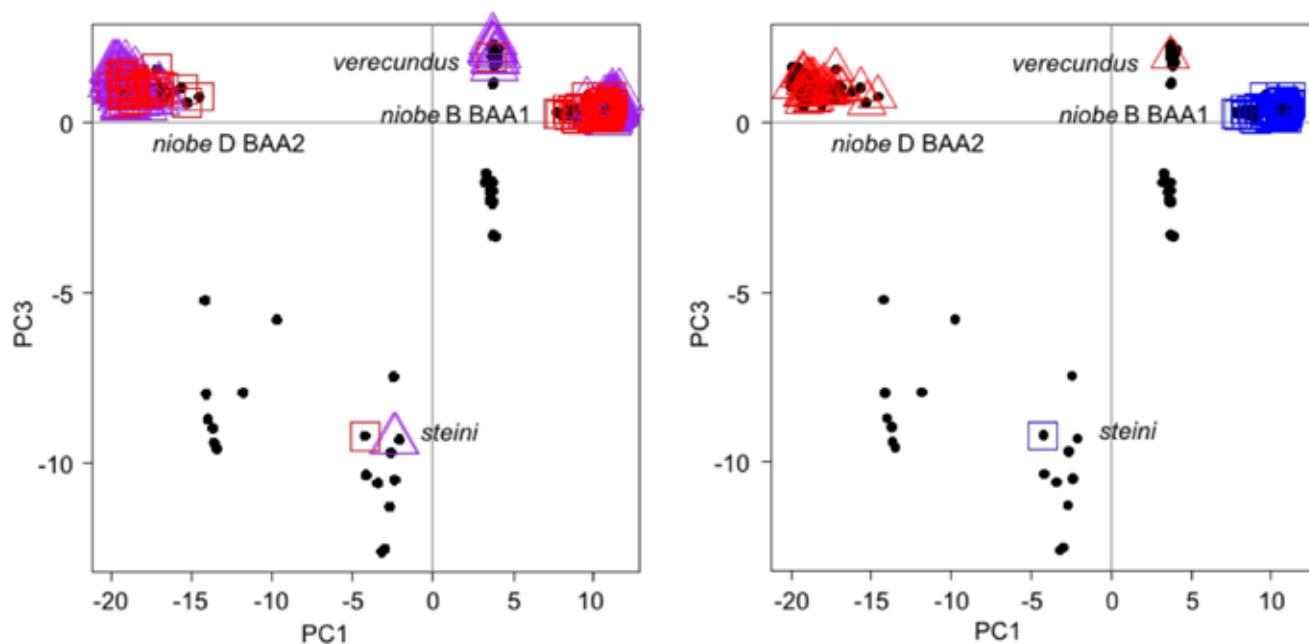 verecundus
niobe B BAA1
niobe D BAA2
steini
0
-5
-10
PC3
-20 -15 -10 -5 0 5 10
PC1
verecundus
niobe B BAA1
niobe D BAA2
steini
0
-5
-10
PC3
-20 -15 -10 -5 0 5 10
PC1